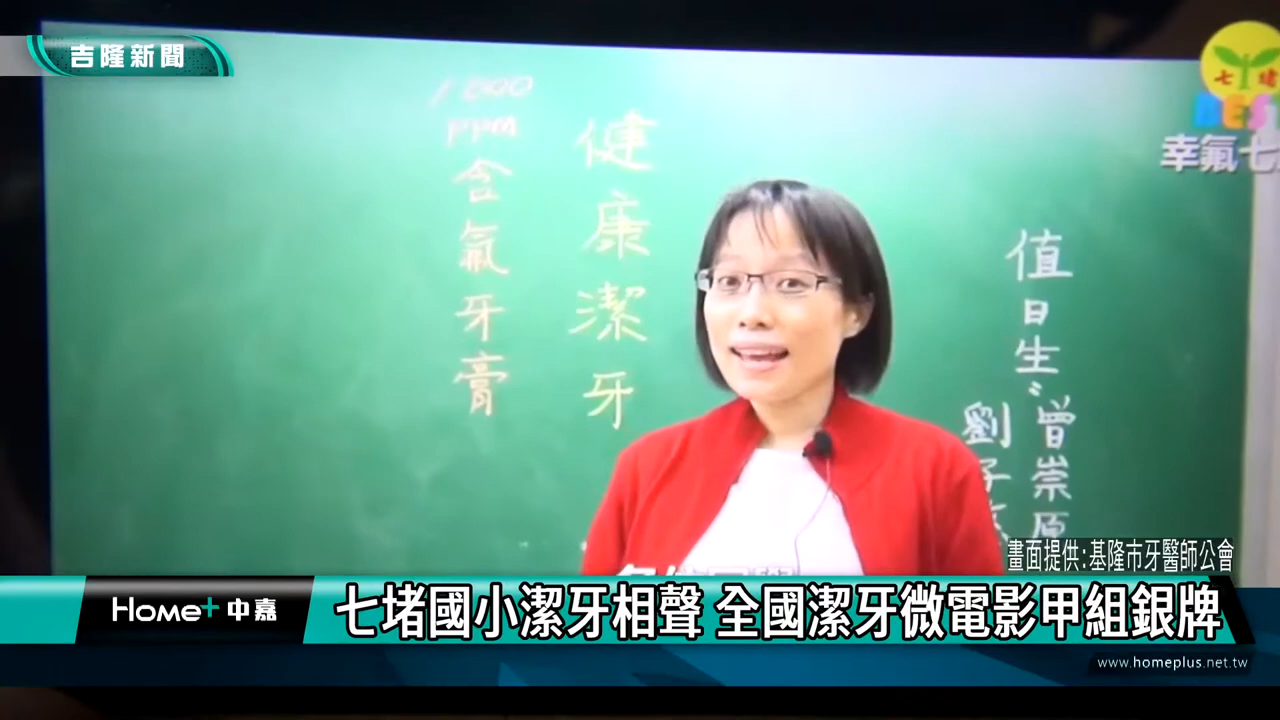 吉隆新聞
七堵
BES
幸氟七
健康潔牙
1000
ppm
含氟牙膏
值日生:
曾崇原
劉子
畫面提供:基隆市牙醫師公會
Home+中嘉
七堵國小潔牙相聲 全國潔牙微電影甲組銀牌
www.homeplus.net.tw